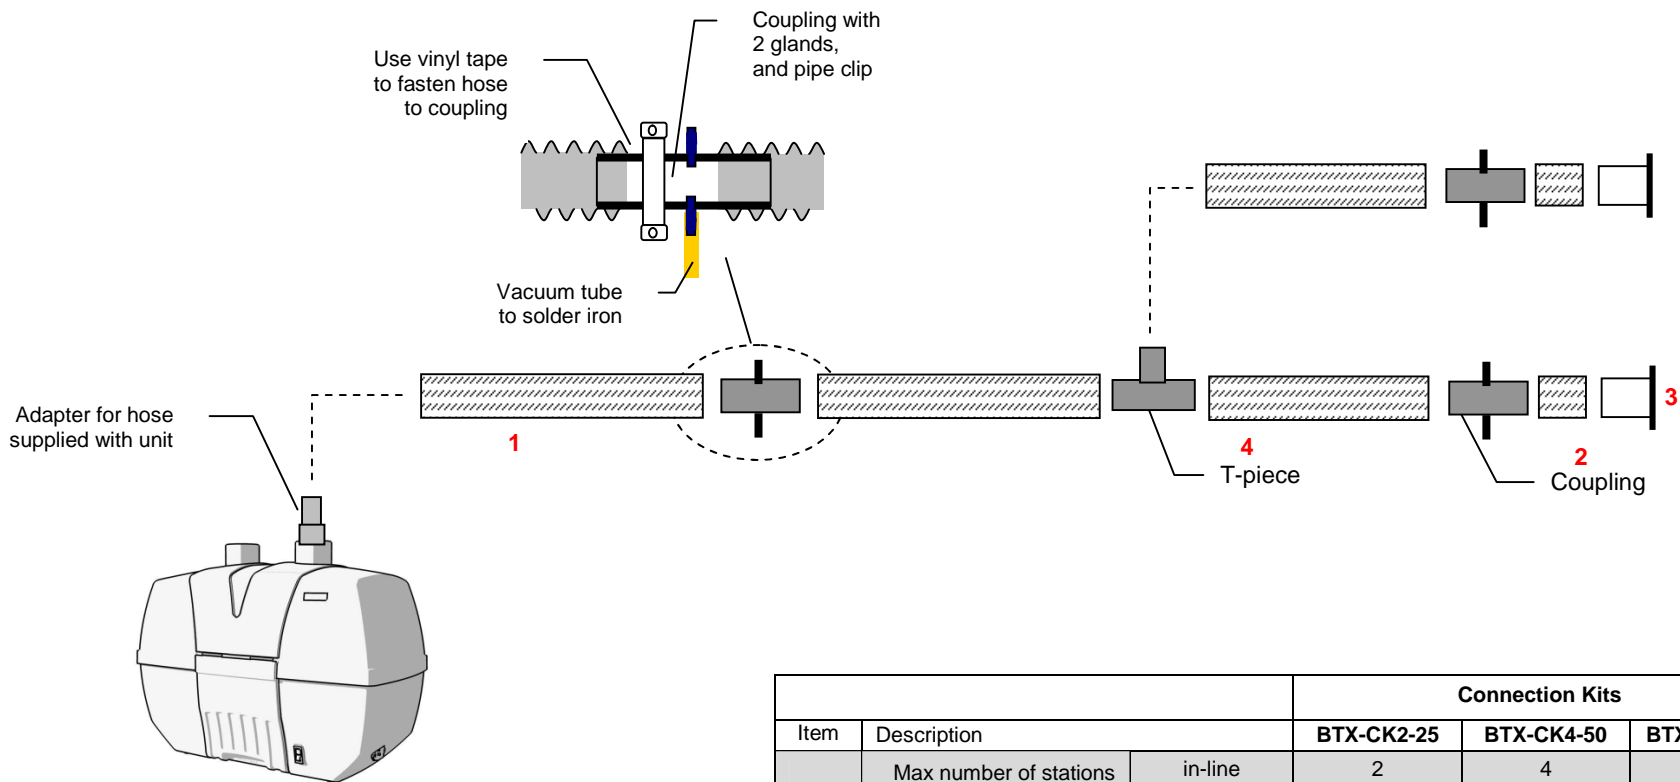 Coupling with
2 glands,
and pipe clip
Use vinyl tape
to fasten hose
to coupling
Vacuum tube
to solder iron
Adapter for hose
supplied with unit
1
4
T-piece
2
Coupling
3
Connection Kits
Item Description BTX-CK2-25 BTX-CK4-50 BTX
Max number of stations in-line 2 4